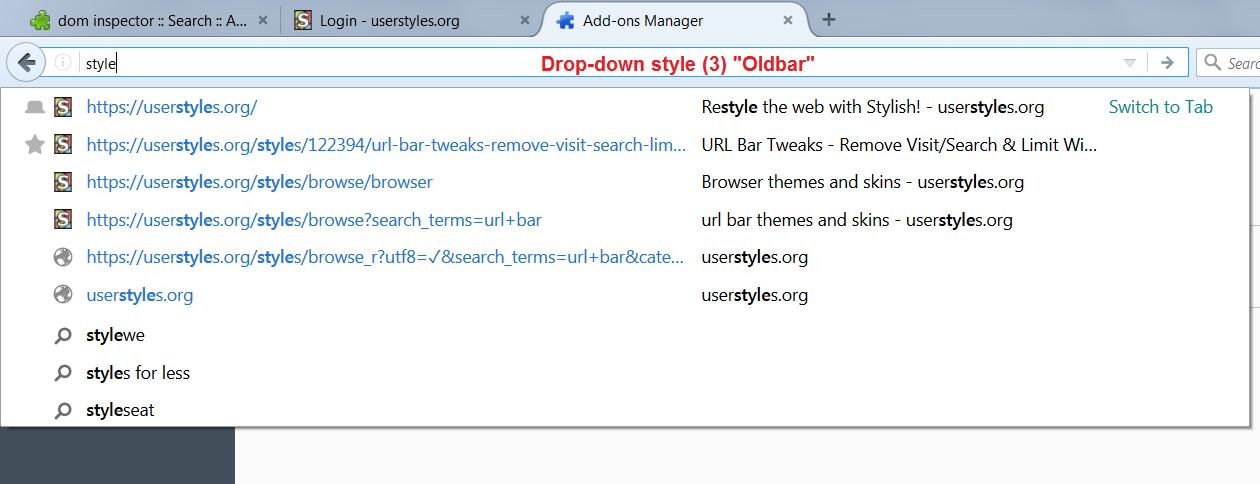 dom inspector :: Search :: A...
Login - userstyles.org
Add-ons Manager
style
Drop-down style (3) "Oldbar"
Search
https://userstyles.org/ Restyle the web with Stylish! - userstyles.org Switch to Tab
https://userstyles.org/styles/122394/url-bar-tweaks-remove-visit-search-lim... URL Bar Tweaks - Remove Visit/Search & Limit Wi...
https://userstyles.org/styles/browse/browser Browser themes and skins - userstyles.org
https://userstyles.org/styles/browse?search_terms=url+bar url bar themes and skins - userstyles.org
https://userstyles.org/styles/browse_r?utf8=✓&search_terms=url+bar&cate... userstyles.org
userstyles.org userstyles.org
stylewe
styles for less
styleseat